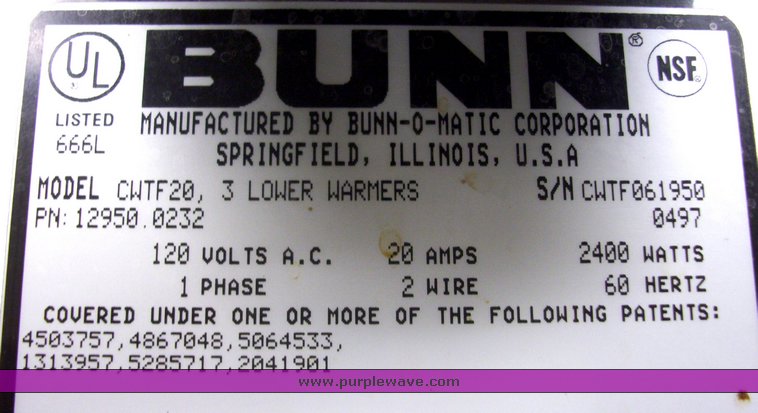 UL
BUNN®
NSF
LISTED
666L
MANUFACTURED BY BUNN-O-MATIC CORPORATION
SPRINGFIELD, ILLINOIS, U.S.A
MODEL CWTF20, 3 LOWER WARMERS S/N CWTF061950
PN: 12950.0232 0497
120 VOLTS A.C. 20 AMPS 2400 WATTS
1 PHASE 2 WIRE 60 HERTZ
COVERED UNDER ONE OR MORE OF THE FOLLOWING PATENTS:
4503757,4867048,5064533,
1313957,5285717,2041901
www.purplewave.com